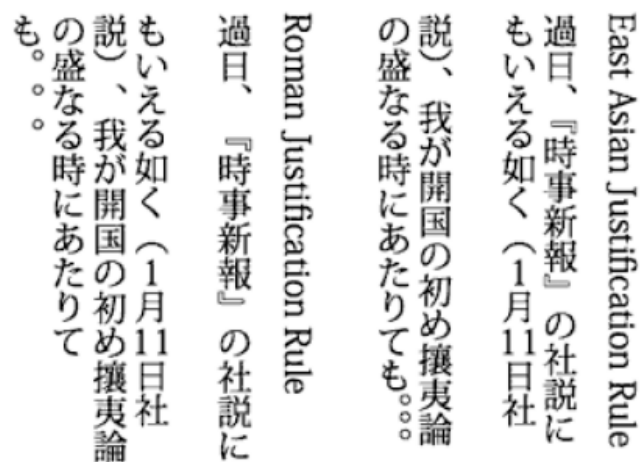 East Asian Justification Rule
過日、『時事新報』の社説に
もいえる如く（1月11日社
説）、我が開国の初め攘夷論
の盛なる時にあたりても。。。
Roman Justification Rule
過日、『時事新報』の社説に
もいえる如く（1月11日社
説）、我が開国の初め攘夷論
の盛なる時にあたりて
も。。。